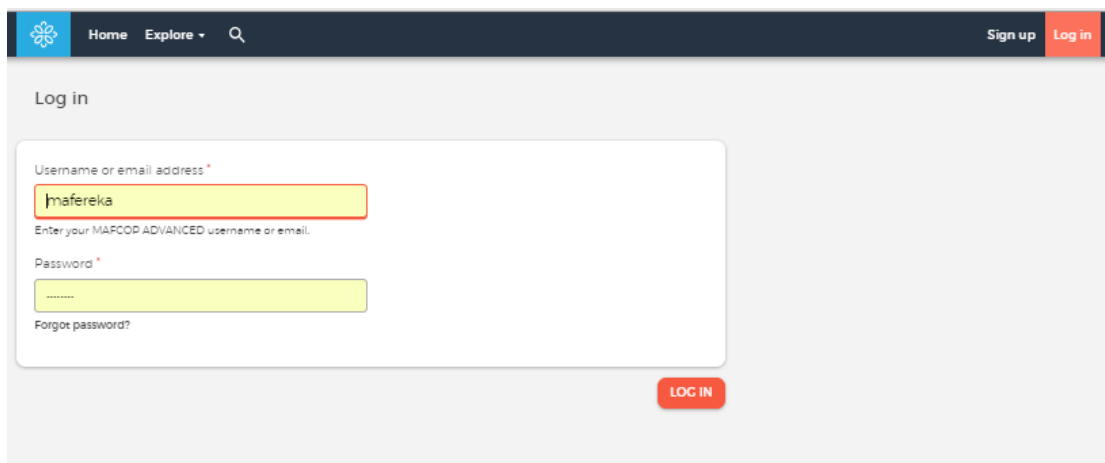 Home Explore Sign up Log in
Log in
Username or email address *
mafereka
Enter your MAFCOP ADVANCED username or email.
Password *
--------
Forgot password?
LOG IN